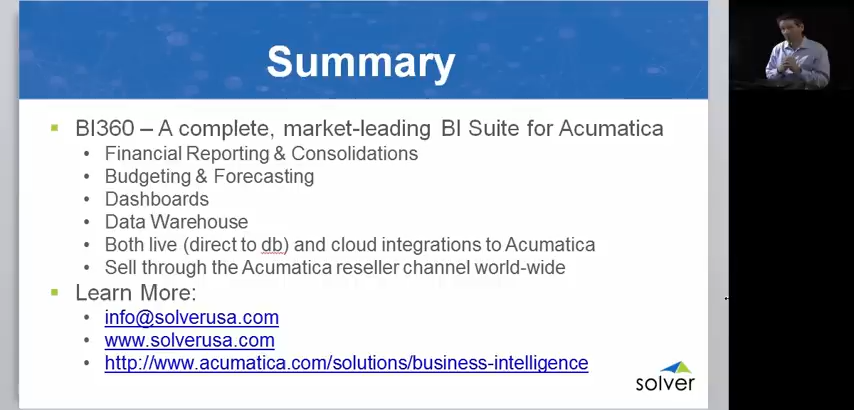 Summary
BI360 – A complete, market-leading BI Suite for Acumatica
Financial Reporting & Consolidations
Budgeting & Forecasting
Dashboards
Data Warehouse
Both live (direct to db) and cloud integrations to Acumatica
Sell through the Acumatica reseller channel world-wide
Learn More:
info@solverusa.com
www.solverusa.com
http://www.acumatica.com/solutions/business-intelligence
solver